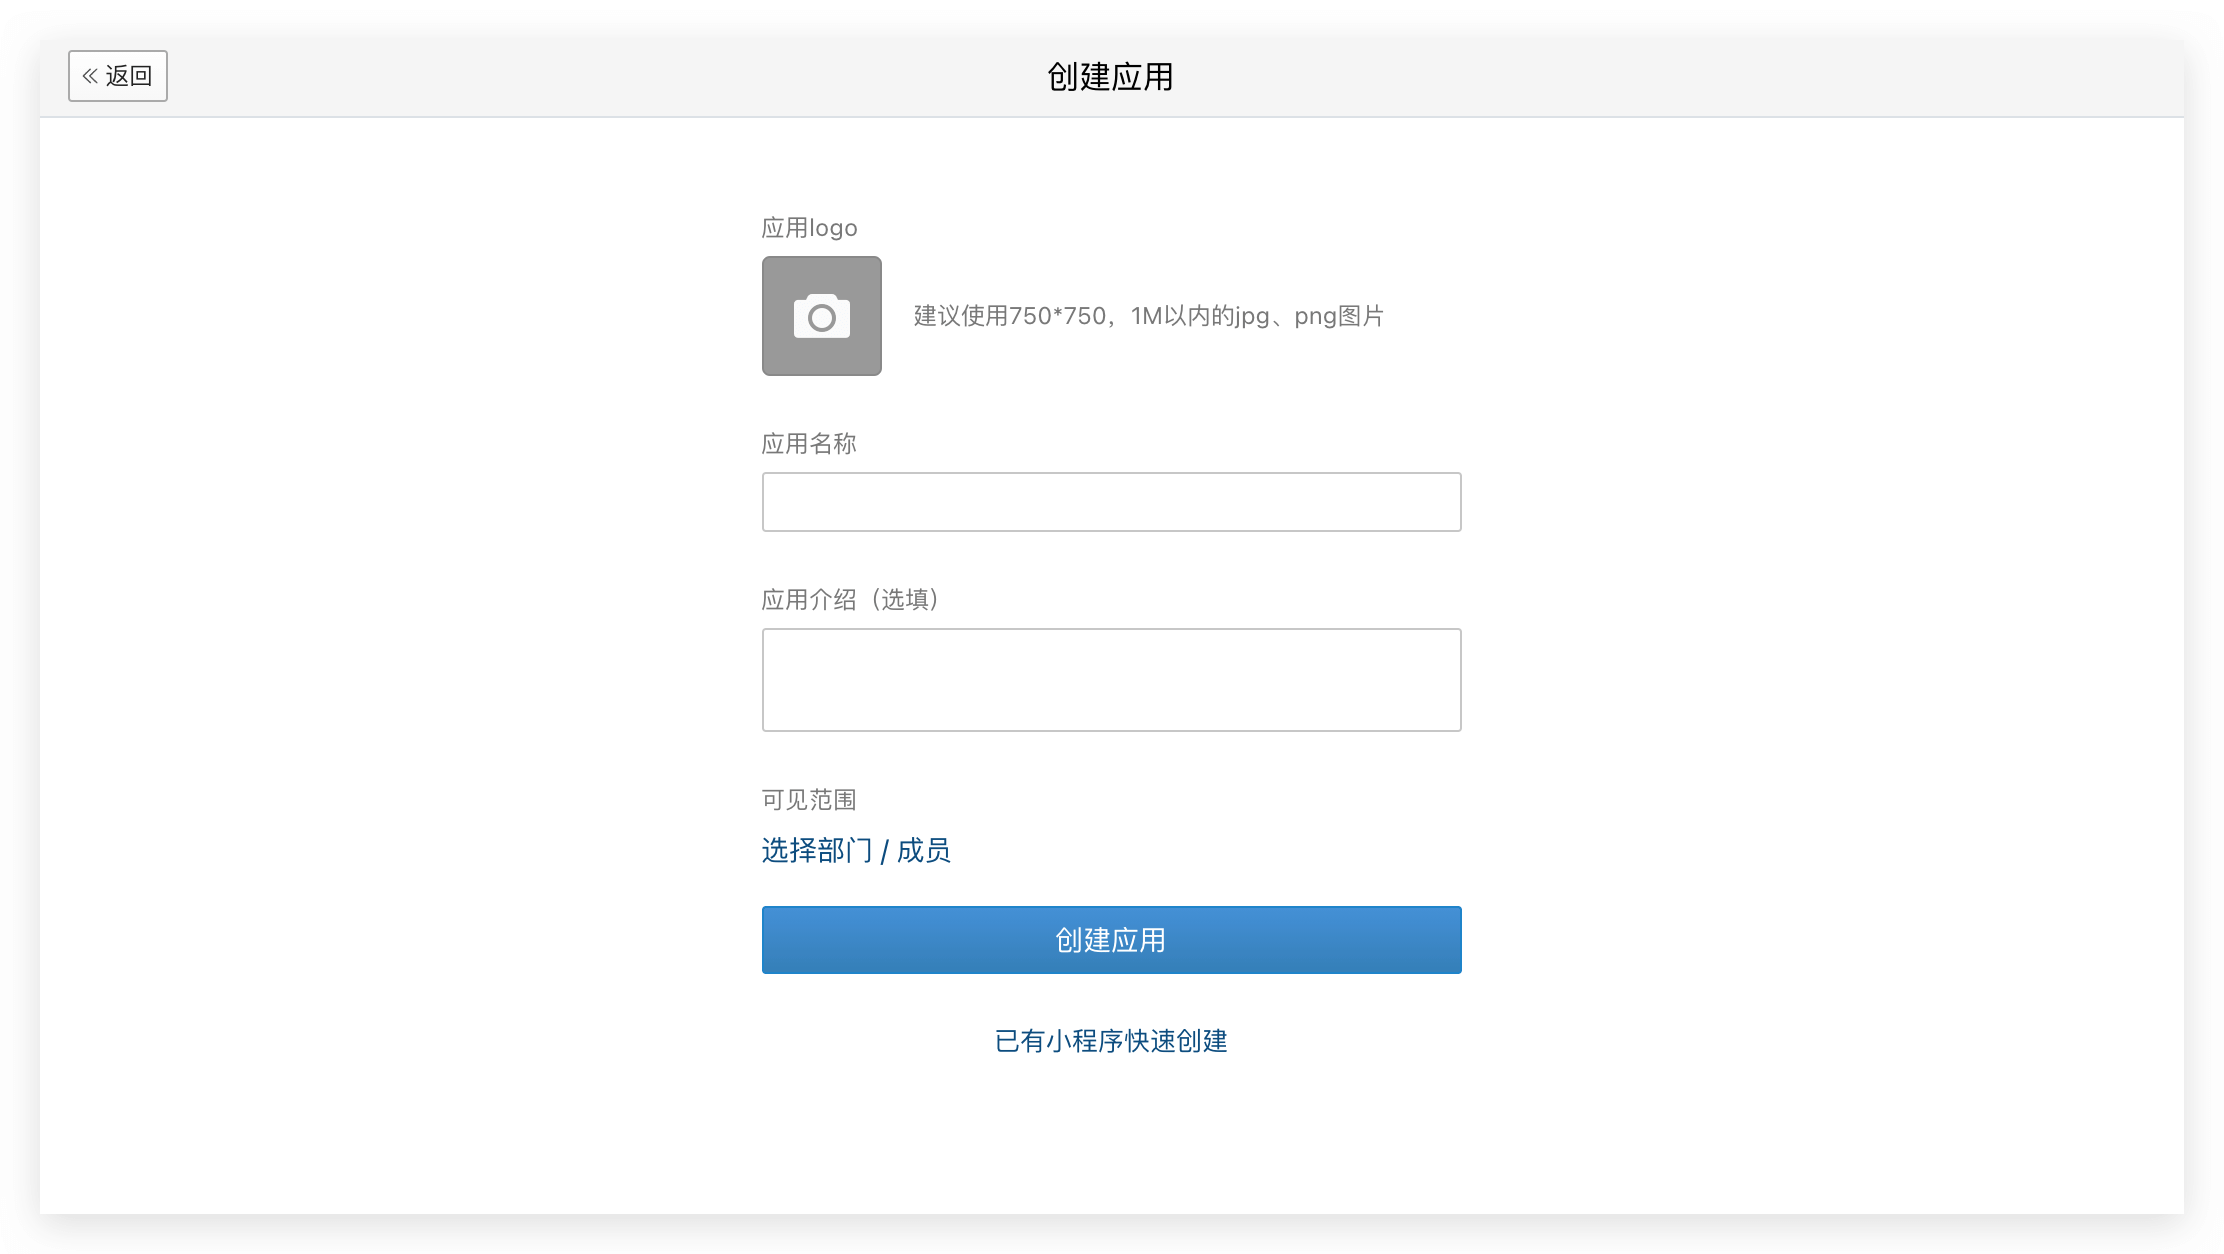 « 返回
创建应用
应用logo
建议使用750*750，1M以内的jpg、png图片
应用名称
应用介绍（选填）
可见范围
选择部门 / 成员
创建应用
已有小程序快速创建